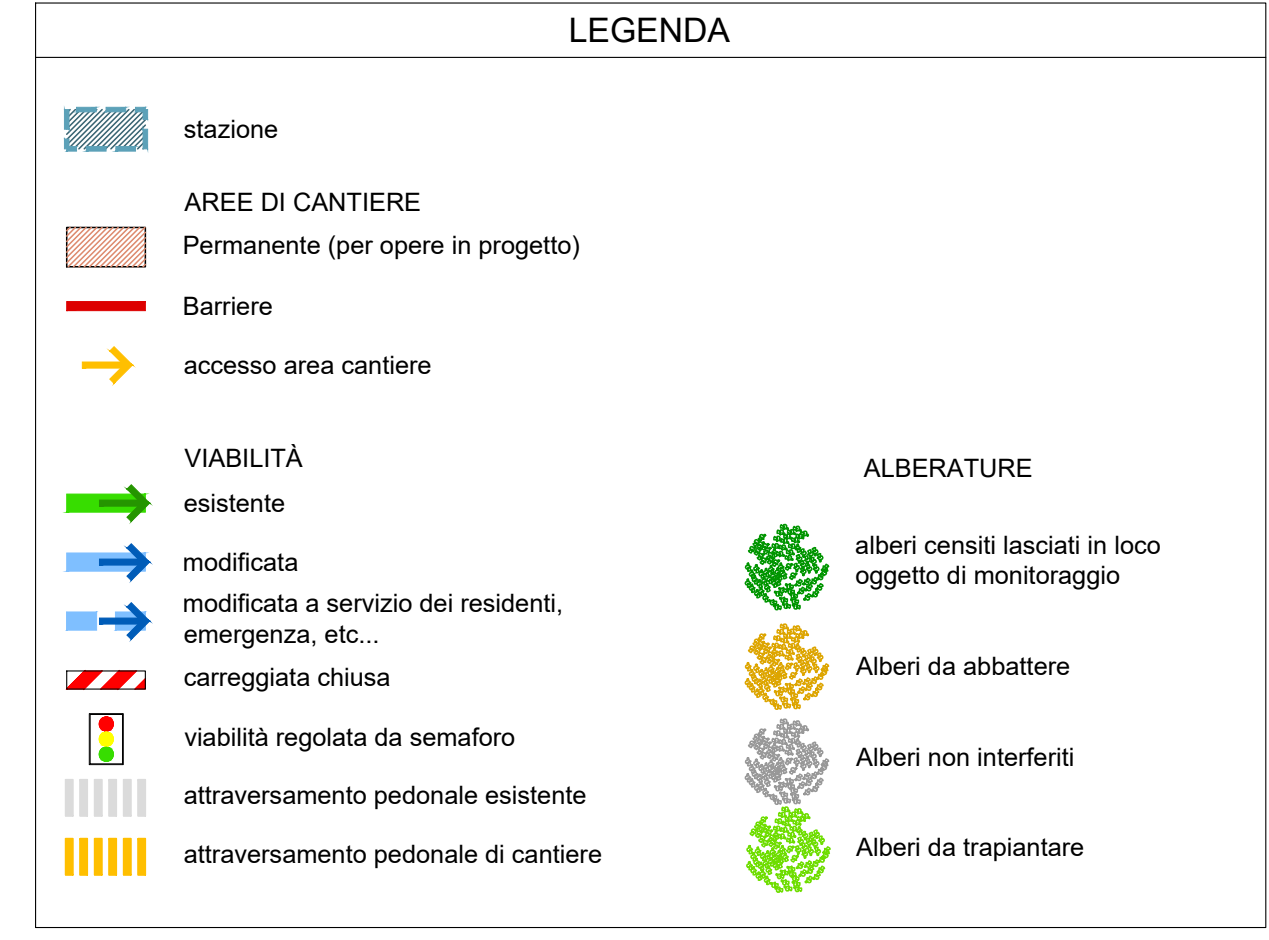 LEGENDA
stazione
AREE DI CANTIERE
Permanente (per opere in progetto)
Barriere
accesso area cantiere
VIABILITÀ
esistente
modificata
modificata a servizio dei residenti,
emergenza, etc...
carreggiata chiusa
viabilità regolata da semaforo
attraversamento pedonale esistente
attraversamento pedonale di cantiere
ALBERATURE
alberi censiti lasciati in loco
oggetto di monitoraggio
Alberi da abbattere
Alberi non interferiti
Alberi da trapiantare